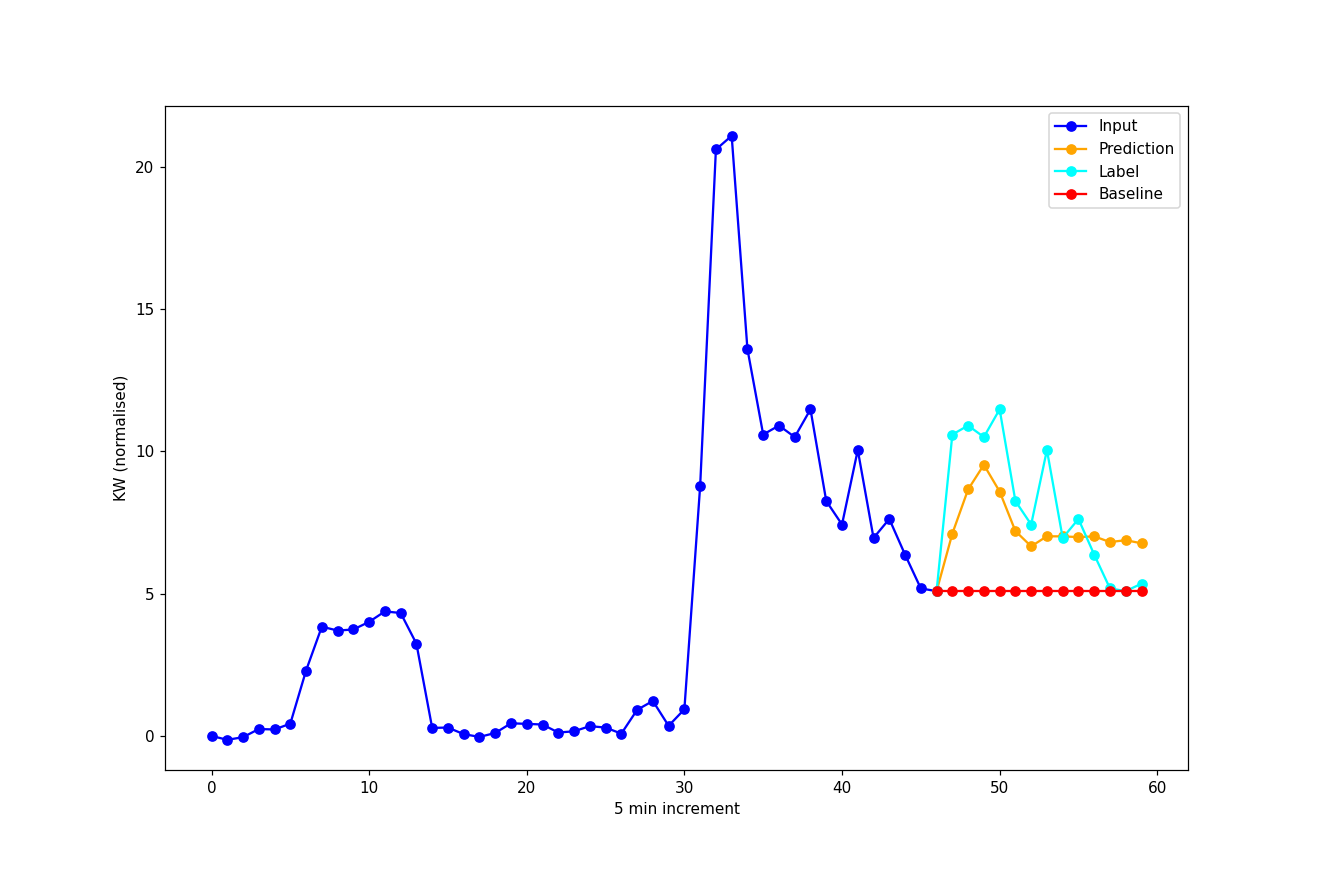 Input
Prediction
Label
Baseline
20
15
10
5
0
KW (normalised)
0 10 20 30 40 50 60
5 min increment